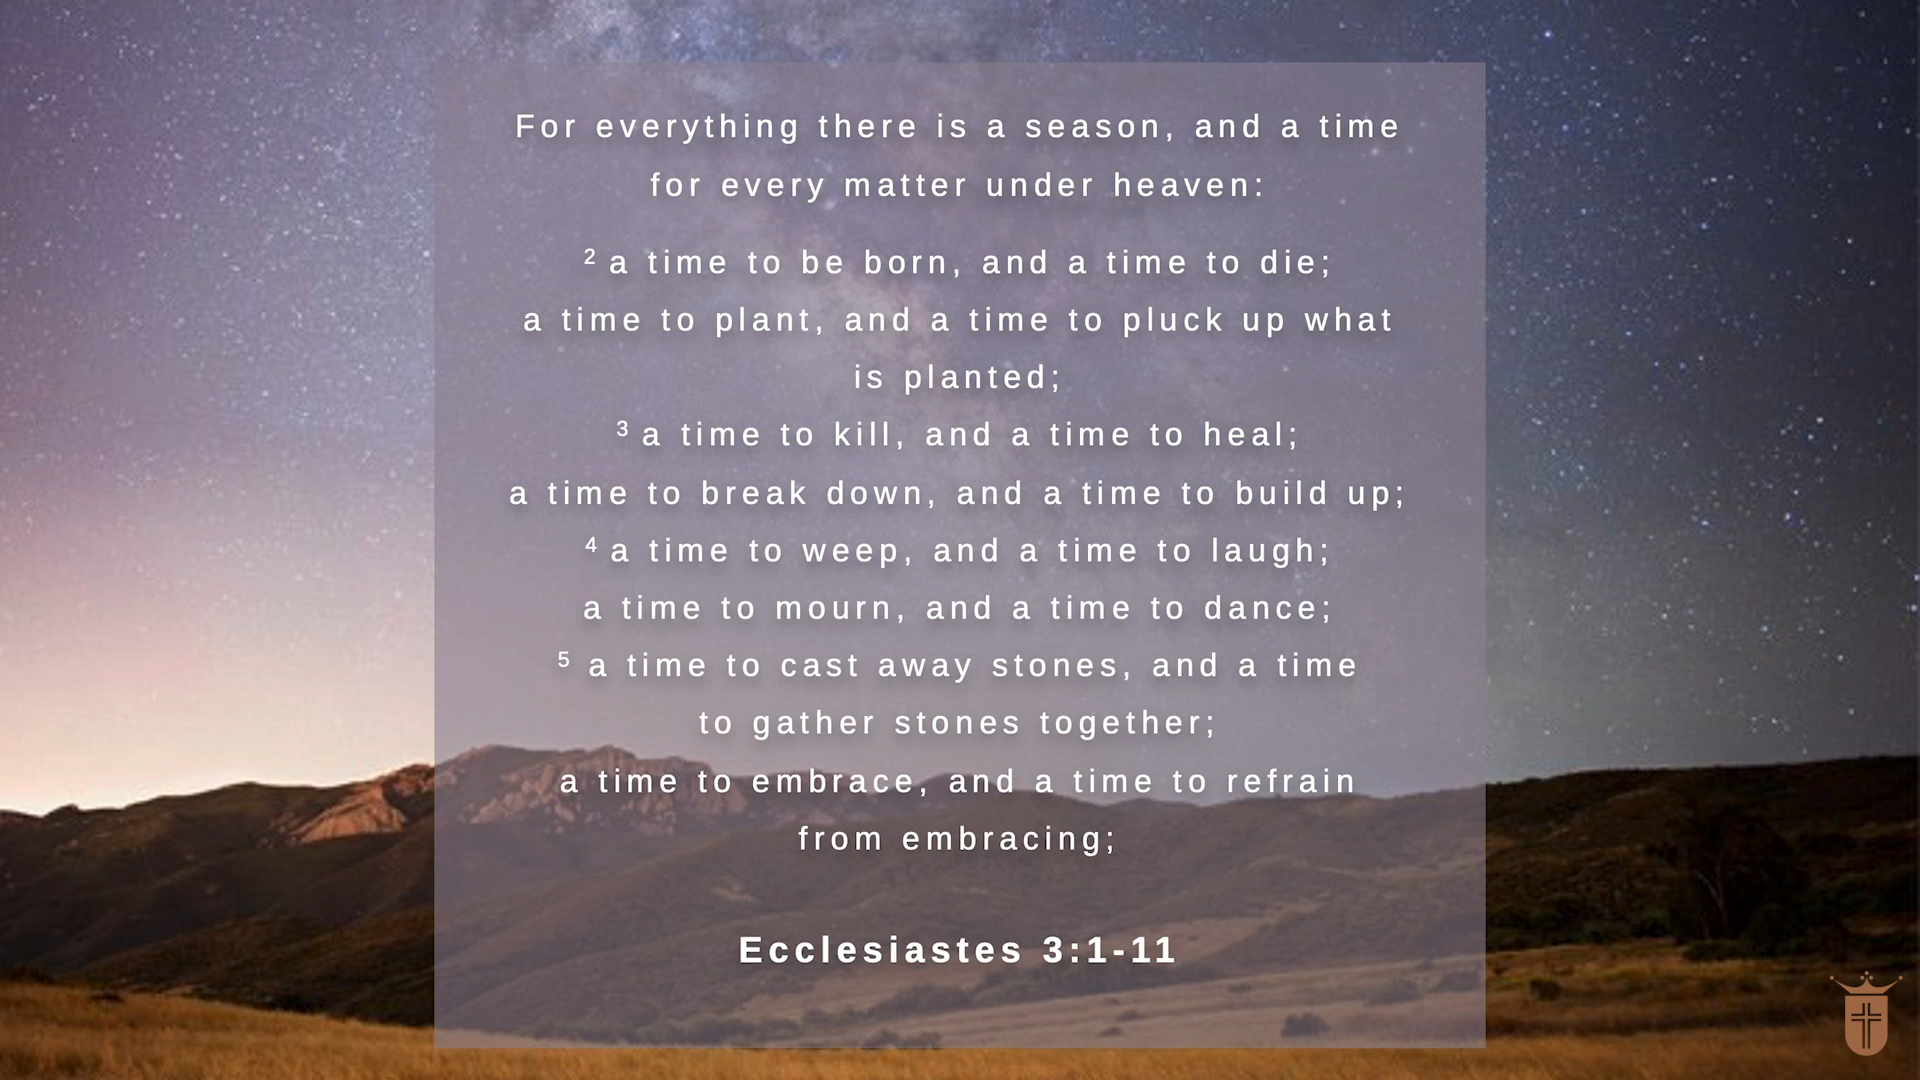 For everything there is a season, and a time
for every matter under heaven:
² a time to be born, and a time to die;
a time to plant, and a time to pluck up what
is planted;
³ a time to kill, and a time to heal;
a time to break down, and a time to build up;
⁴ a time to weep, and a time to laugh;
a time to mourn, and a time to dance;
⁵ a time to cast away stones, and a time
to gather stones together;
a time to embrace, and a time to refrain
from embracing;
Ecclesiastes 3:1-11